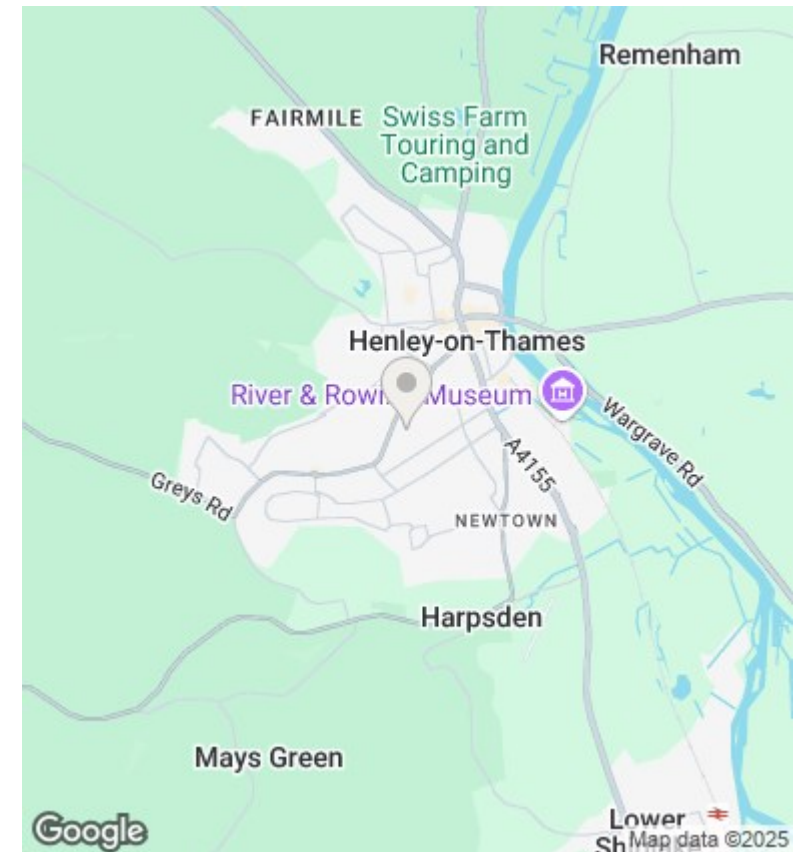 Remenham
FAIRMILE
Swiss Farm
Touring and
Camping
Henley-on-Thames
River & Museum
Wargrave Rd
A4155
Greys Rd
NEWTOWN
Harpsden
Mays Green
Lower
Google
Map data ©2025